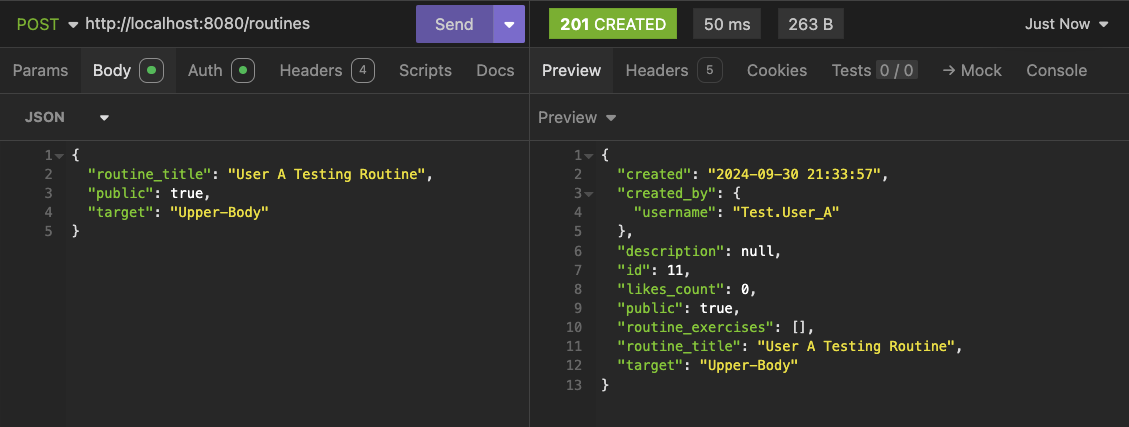 POST http://localhost:8080/routines Send 201 CREATED 50 ms 263 B Just Now
Params Body Auth Headers 4 Scripts Docs Preview Headers 5 Cookies Tests 0 / 0 → Mock Console
JSON Preview
1 {
2 "routine_title": "User A Testing Routine",
3 "public": true,
4 "target": "Upper-Body"
5 }
1 {
2 "created": "2024-09-30 21:33:57",
3 "created_by": {
4 "username": "Test.User_A"
5 },
6 "description": null,
7 "id": 11,
8 "likes_count": 0,
9 "public": true,
10 "routine_exercises": [],
11 "routine_title": "User A Testing Routine",
12 "target": "Upper-Body"
13 }